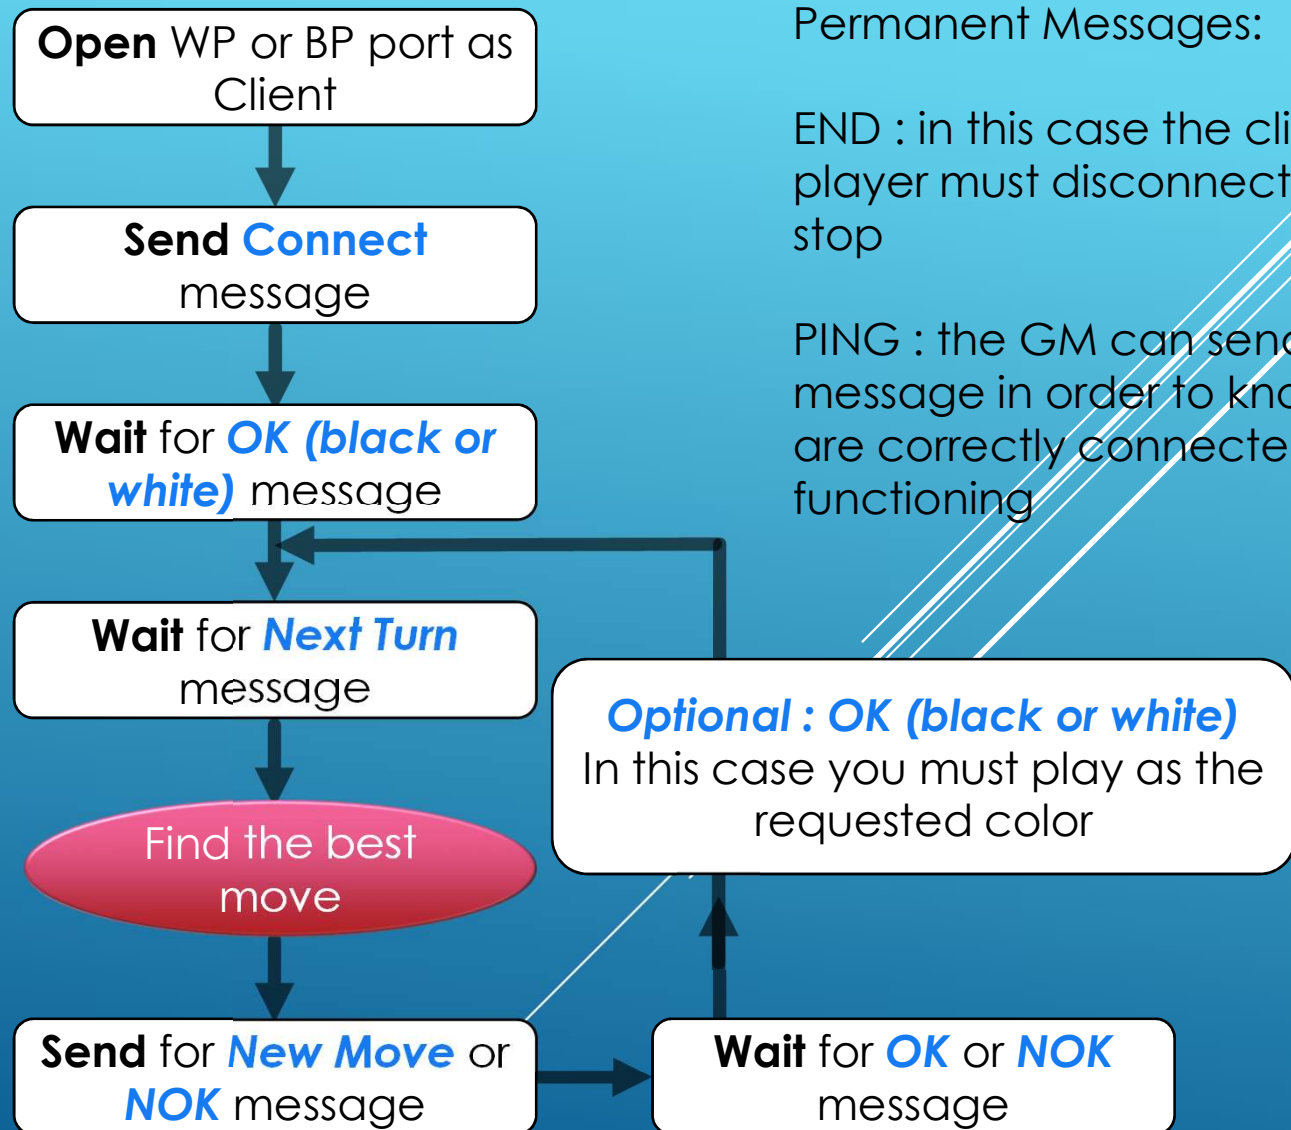 Open WP or BP port as
Client
Send Connect
message
Wait for OK (black or
white) message
Wait for Next Turn
message
Find the best
move
Send for New Move or
NOK message
Wait for OK or NOK
message
Optional : OK (black or white)
In this case you must play as the
requested color
Permanent Messages:
END : in this case the
player must disconnect
stop
PING : the GM can send
message in order to
are correctly
functioning